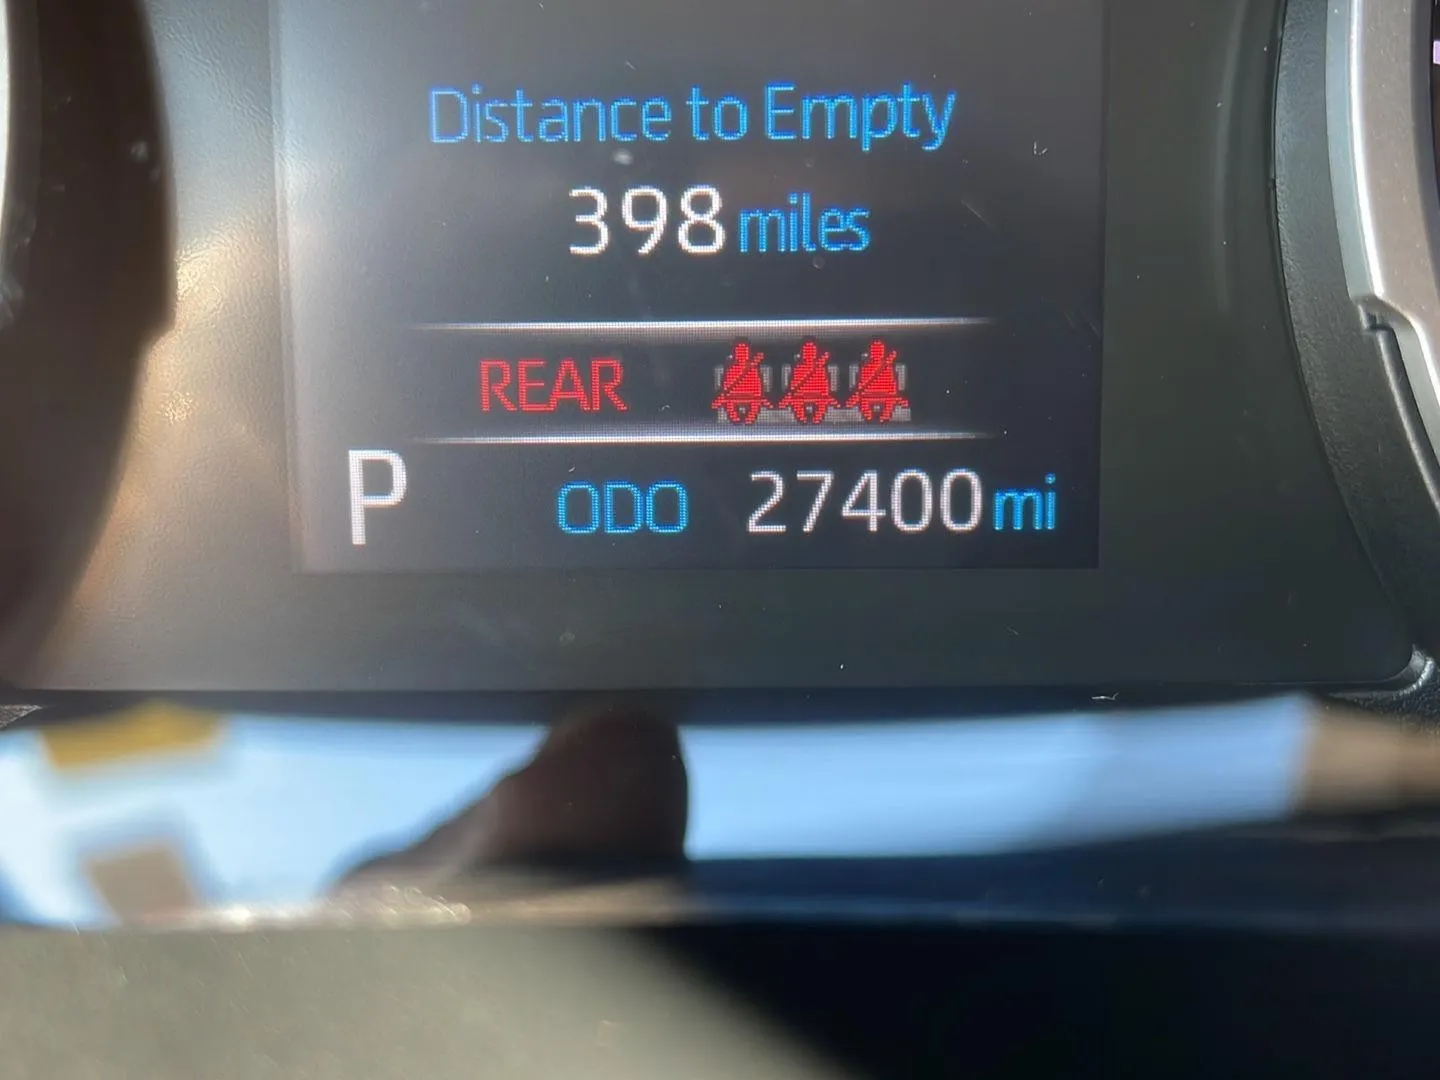 Distance to Empty
398 miles
REAR
P ODO 27400 mi